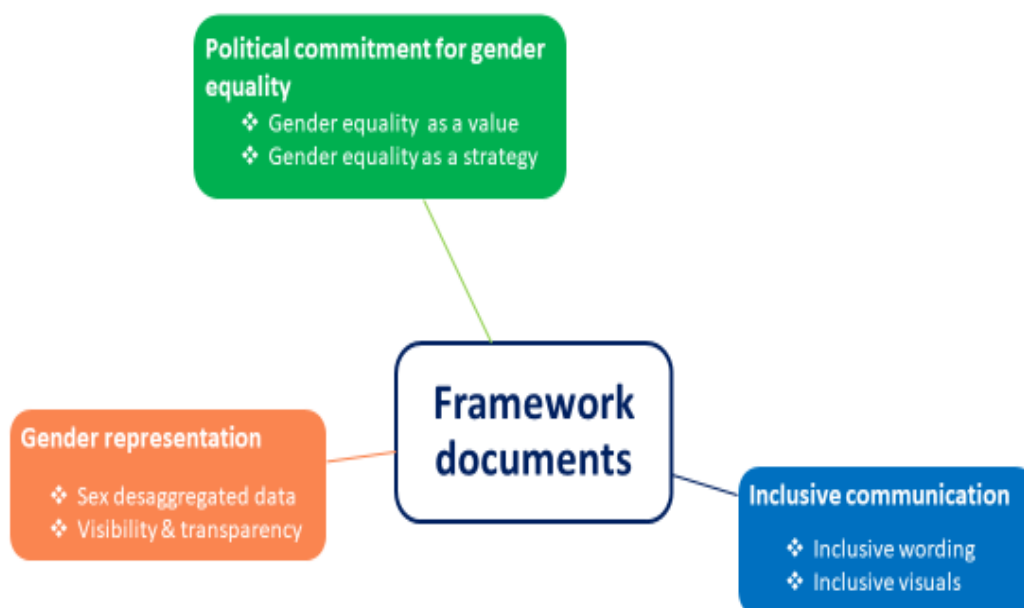 Political commitment for gender
equality
❖ Gender equality as a value
❖ Gender equality as a strategy
Framework
documents
Gender representation
❖ Sex desaggregated data
❖ Visibility & transparency
Inclusive communication
❖ Inclusive wording
❖ Inclusive visuals